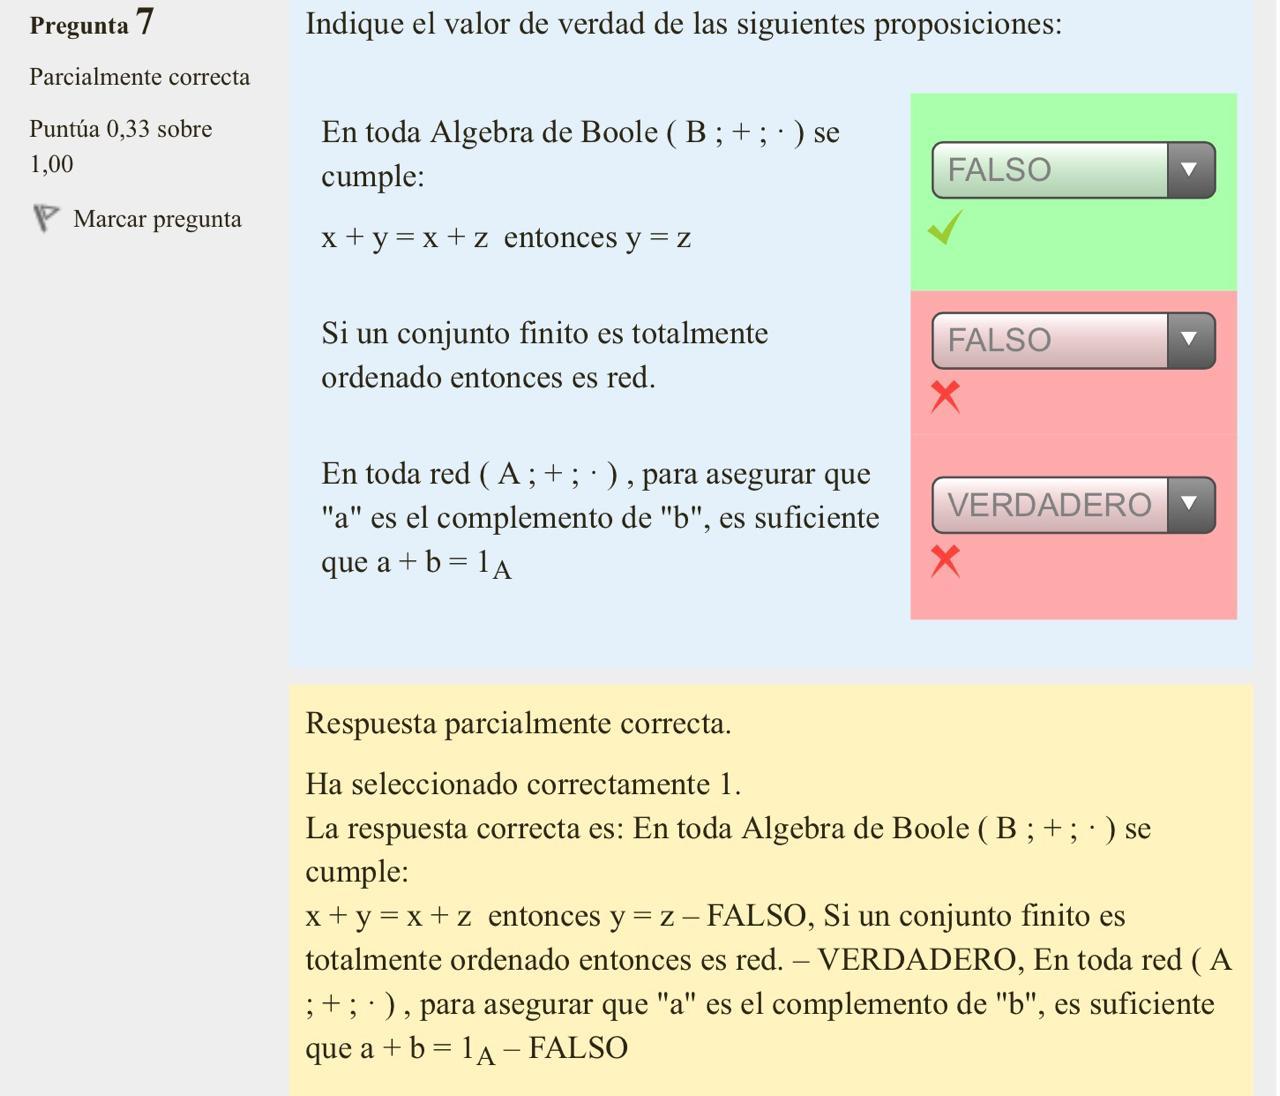 Pregunta 7
Parcialmente correcta
Puntúa 0,33 sobre
1,00
Marcar pregunta
Indique el valor de verdad de las siguientes proposiciones:
En toda Algebra de Boole ( B ; + ; · ) se
cumple:
x + y = x + z  entonces y = z
FALSO
Si un conjunto finito es totalmente
ordenado entonces es red.
FALSO
En toda red ( A ; + ; · ) , para asegurar que
"a" es el complemento de "b", es suficiente
que a + b = 1A
VERDADERO
Respuesta parcialmente correcta.
Ha seleccionado correctamente 1.
La respuesta correcta es: En toda Algebra de Boole ( B ; + ; · ) se
cumple:
x + y = x + z  entonces y = z – FALSO, Si un conjunto finito es
totalmente ordenado entonces es red. – VERDADERO, En toda red ( A
; + ; · ) , para asegurar que "a" es el complemento de "b", es suficiente
que a + b = 1A – FALSO